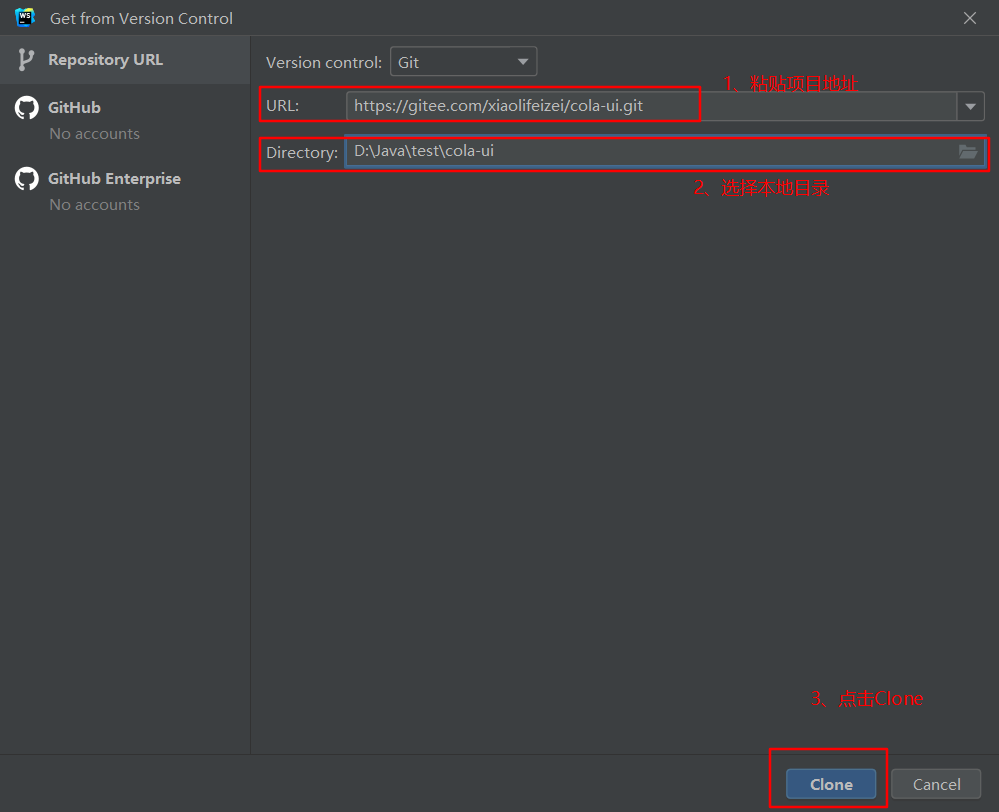 WS
Get from Version Control
Repository URL
GitHub
No accounts
GitHub Enterprise
No accounts
Version control: Git
1、粘贴项目地址
URL: https://gitee.com/xiaolifeizei/cola-ui.git
Directory: D:\Java\test\cola-ui
2、选择本地目录
3、点击Clone
Clone Cancel